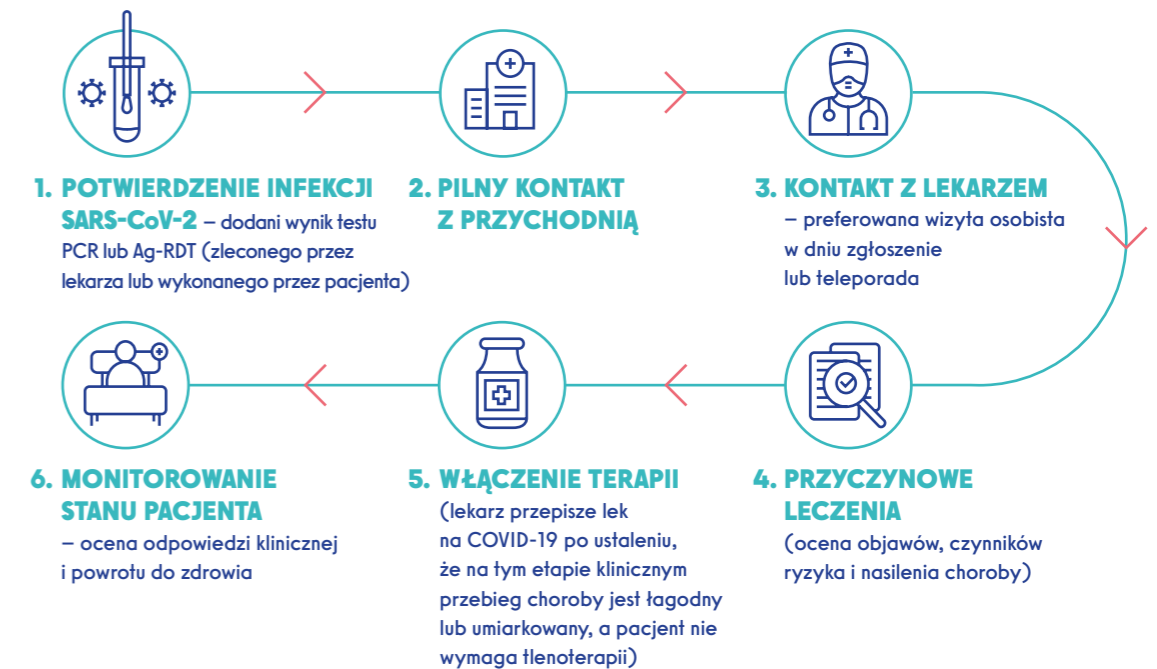 1. POTWIERDZENIE INFEKCJI
SARS-CoV-2 – dodani wynik testu
PCR lub Ag-RDT (zleconego przez
lekarza lub wykonanego przez pacjenta)
2. PILNY KONTAKT
Z PRZYCHODNIĄ
3. KONTAKT Z LEKARZEM
– preferowana wizyta osobista
w dniu zgłoszenie
lub teleporada
4. PRZYCZYNOWE
LECZENIA
(ocena objawów, czynników
ryzyka i nasilenia choroby)
5. WŁĄCZENIE TERAPII
(lekarz przepisze lek
na COVID-19 po ustaleniu,
że na tym etapie klinicznym
przebieg choroby jest łagodny
lub umiarkowany, a pacjent nie
wymaga tlenoterapii)
6. MONITOROWANIE
STANU PACJENTA
– ocena odpowiedzi klinicznej
i powrotu do zdrowia